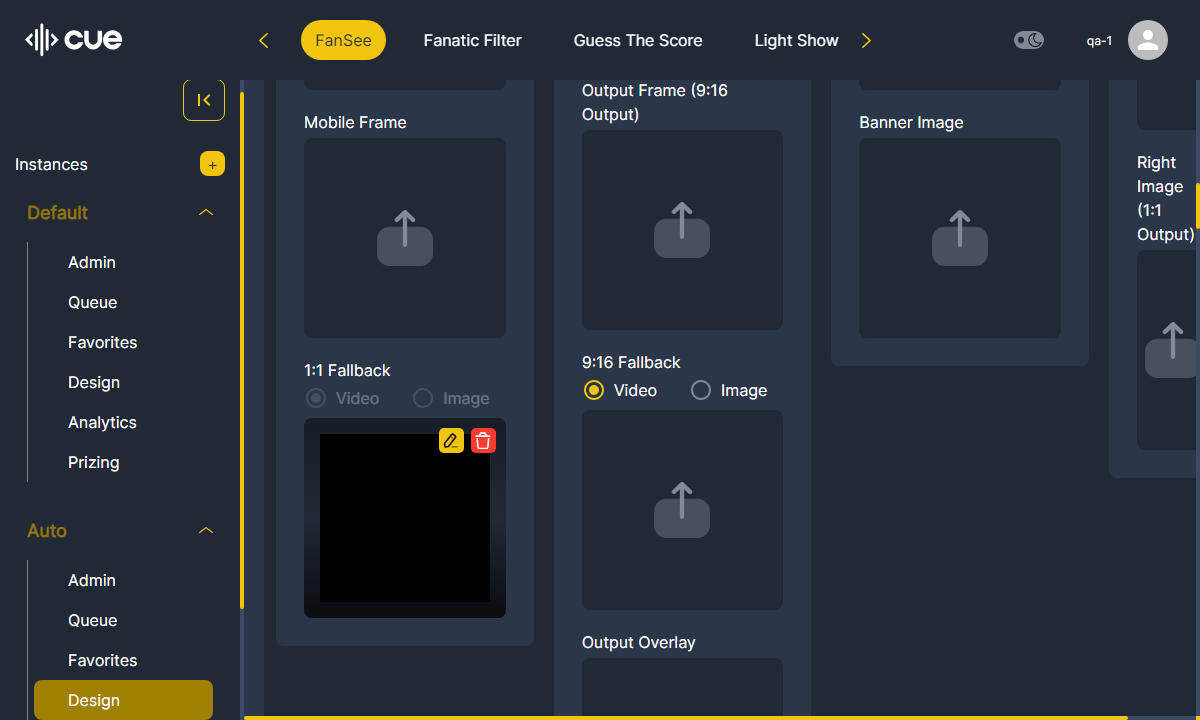 cue
FanSee
Fanatic Filter
Guess The Score
Light Show
qa-1
Instances
+
Default
Admin
Queue
Favorites
Design
Analytics
Prizing
Auto
Admin
Queue
Favorites
Design
Mobile Frame
1:1 Fallback
Video
Image
Output Frame (9:16
Output)
9:16 Fallback
Video
Image
Output Overlay
Banner Image
Right
Image
(1:1
Output)